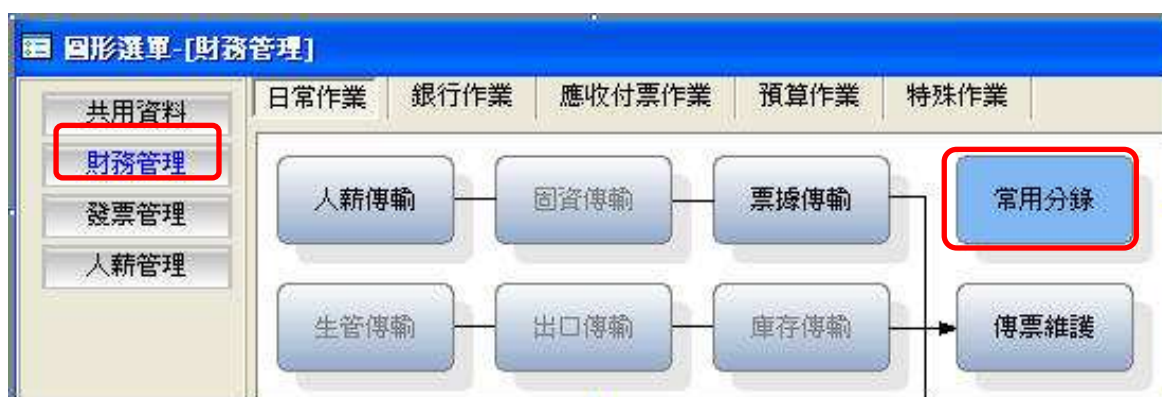 圖形選單-[財務管理]
共用資料
財務管理
發票管理
人薪管理
日常作業 銀行作業 應收付票作業 預算作業 特殊作業
人薪傳輸 固資傳輸 票據傳輸 常用分錄
生管傳輸 出口傳輸 庫存傳輸 傳票維護